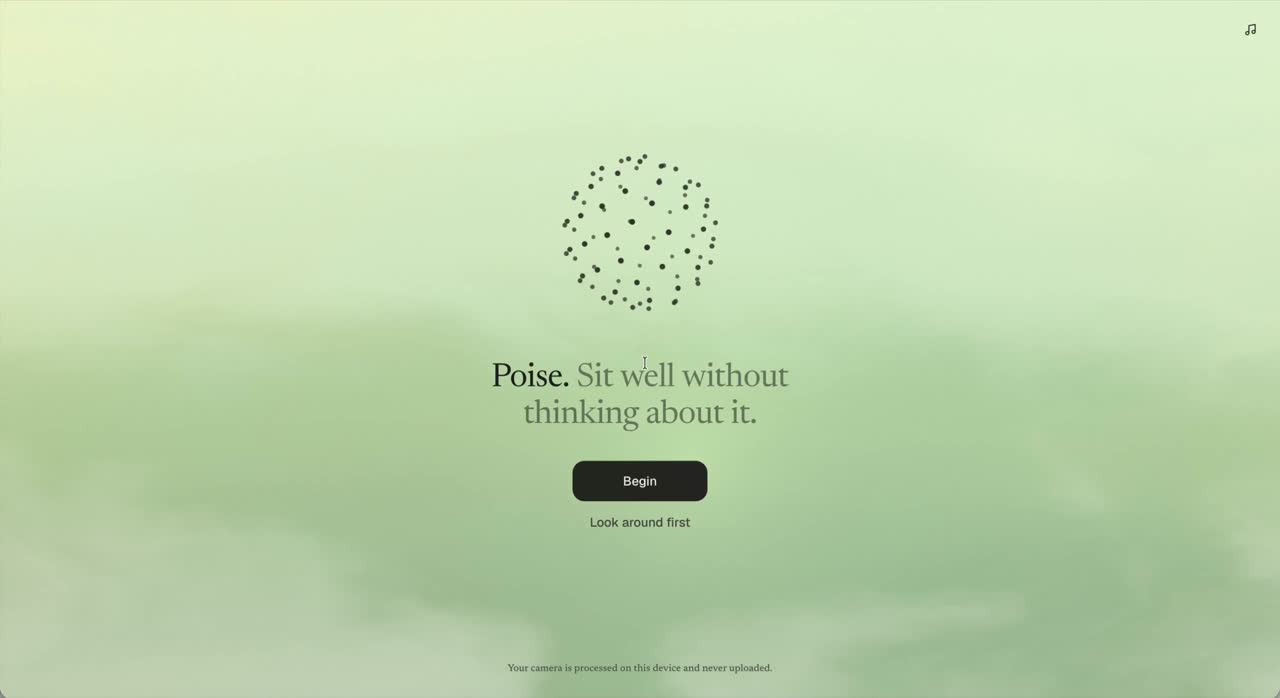 Poise. Sit well without
thinking about it.
Begin
Look around first
Your camera is processed on this device and never uploaded.